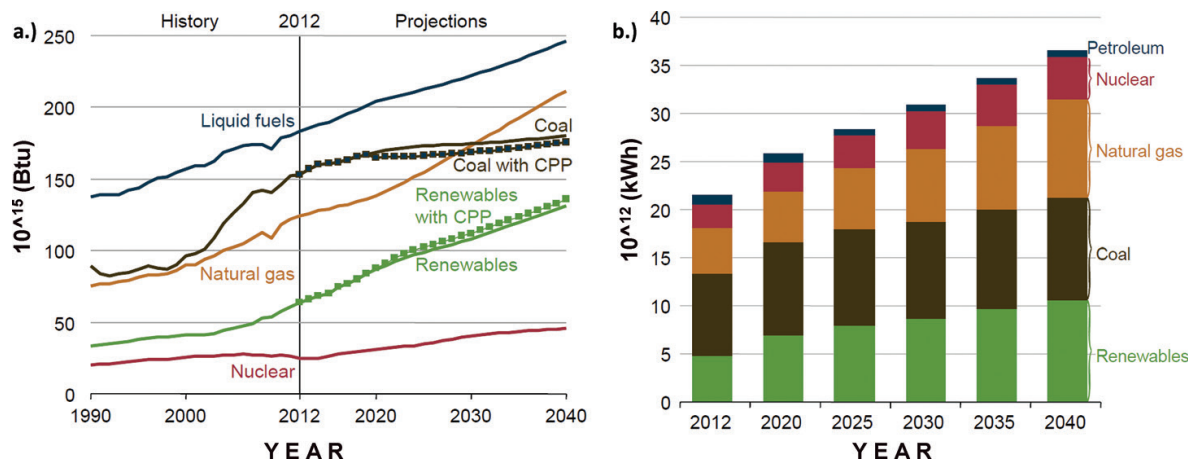 a.)
History 2012 Projections
250
200
150
100
50
0
10^15 (Btu)
Liquid fuels
Coal
Coal with CPP
Renewables
with CPP
Natural gas
Renewables
Nuclear
1990 2000 2012 2020 2030 2040
YEAR
b.)
40
35
30
25
20
15
10
5
0
10^12 (kWh)
Petroleum
Nuclear
Natural gas
Coal
Renewables
2012 2020 2025 2030 2035 2040
YEAR